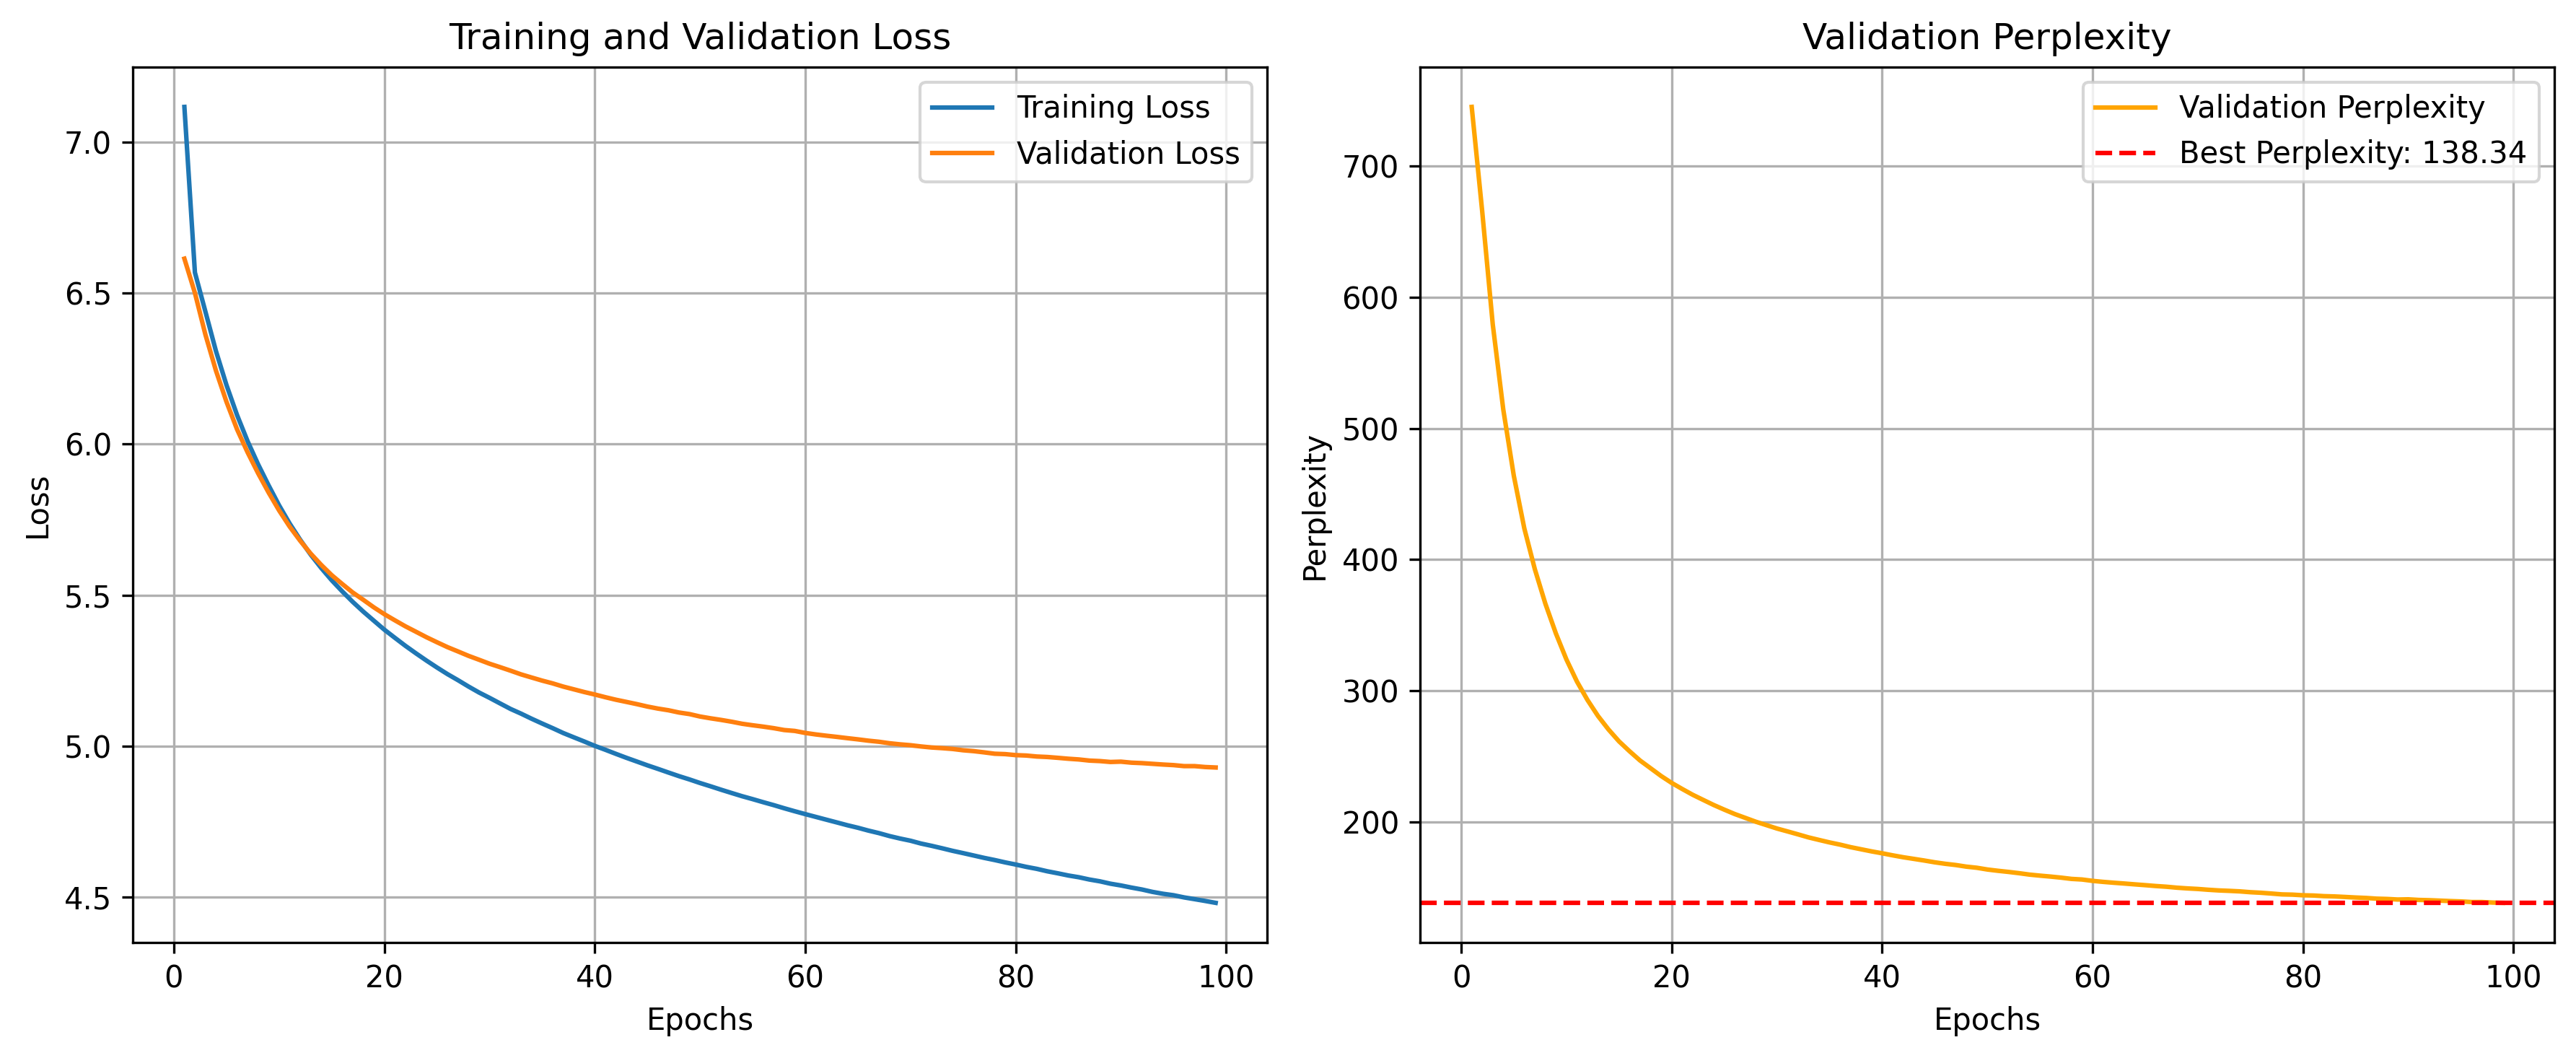 Training and Validation Loss
Training Loss
Validation Loss
7.0
6.5
6.0
5.5
5.0
4.5
Loss
0 20 40 60 80 100
Epochs
Validation Perplexity
Validation Perplexity
Best Perplexity: 138.34
700
600
500
400
300
200
Perplexity
0 20 40 60 80 100
Epochs